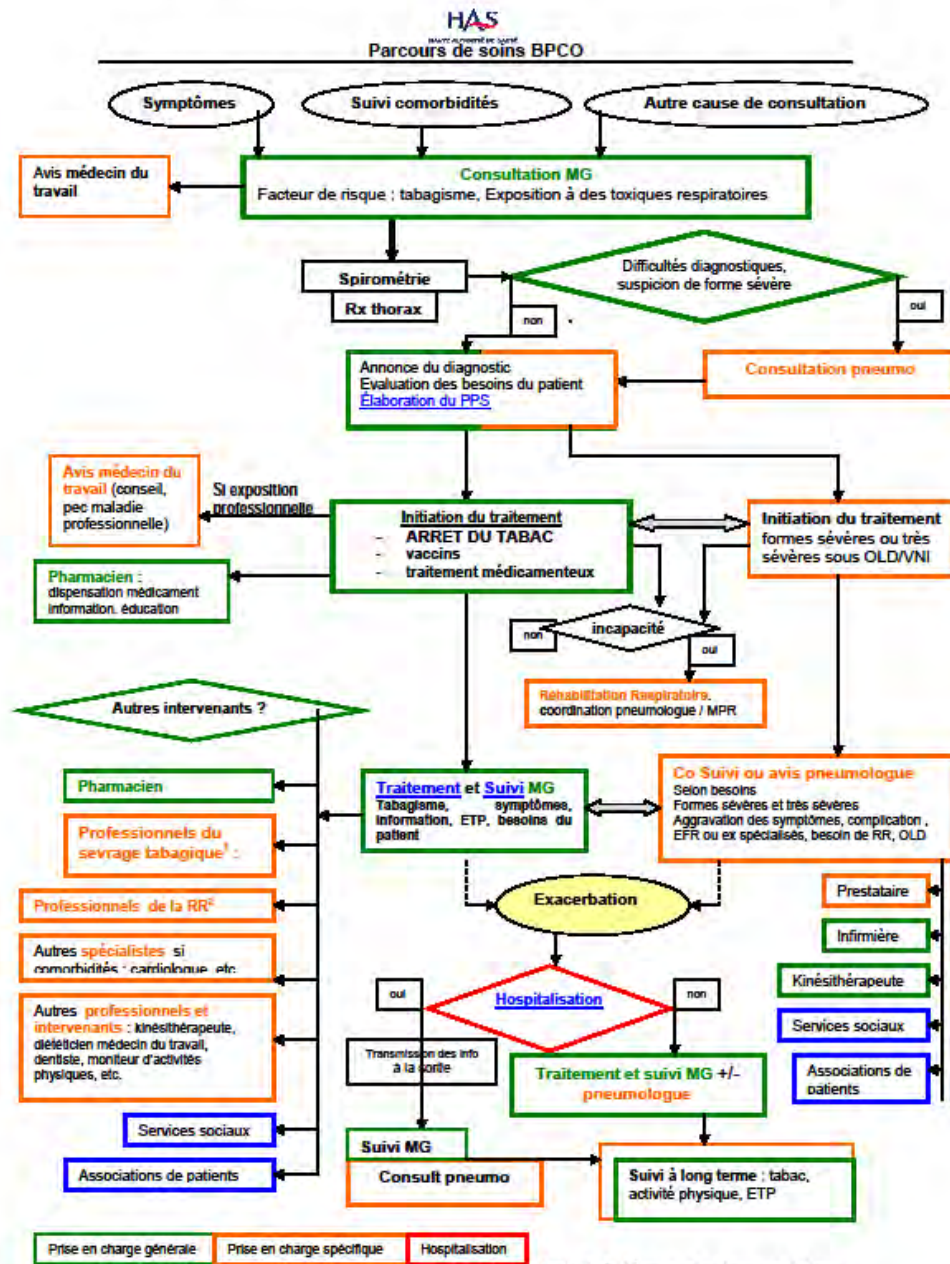 HAS
Parcours de soins BPCO
Symptômes
Suivi comorbidités
Autre cause de consultation
Avis médecin du
travail
Consultation MG
Facteur de risque : tabagisme, Exposition à des toxiques respiratoires
Spirométrie
Rx thorax
Difficultés diagnostiques,
suspicion de forme sévère
non
oui
Annonce du diagnostic
Evaluation des besoins du patient
Élaboration du PPS
Consultation pneumo
Avis médecin du
travail (conseil,
pec maladie
professionnelle)
Si exposition
professionnelle
Initiation du traitement
- ARRET DU TABAC
- vaccins
- traitement médicamenteux
Initiation du traitement
formes sévères ou très
sévères sous OLD/VNI
Pharmacien :
dispensation médicament
information, éducation
non
incapacité
oui
Réhabilitation Respiratoire.
coordination pneumologue / MPR
Autres intervenants ?
Pharmacien
Professionnels du
sevrage tabagique¹ :
Professionnels de la RR²
Autres spécialistes si
comorbidités : cardiologue, etc
Autres professionnels et
intervenants : kinésithérapeute,
diététicien médecin du travail,
dentiste, moniteur d'activités
physiques, etc.
Services sociaux
Associations de patients
Traitement et Suivi MG
Tabagisme, symptômes,
information, ETP, besoins du
patient
Co Suivi ou avis pneumologue
Selon besoins
Formes sévères et très sévères
Aggravation des symptômes, complication ,
EFR ou ex spécialisés, besoin de RR, OLD
Exacerbation
Prestataire
Infirmière
Kinésithérapeute
Services sociaux
Associations de
patients
oui
Hospitalisation
non
Transmission des info
à la sortie
Traitement et suivi MG +/-
pneumologue
Suivi MG
Consult pneumo
Suivi à long terme : tabac,
activité physique, ETP
Prise en charge générale
Prise en charge spécifique
Hospitalisation